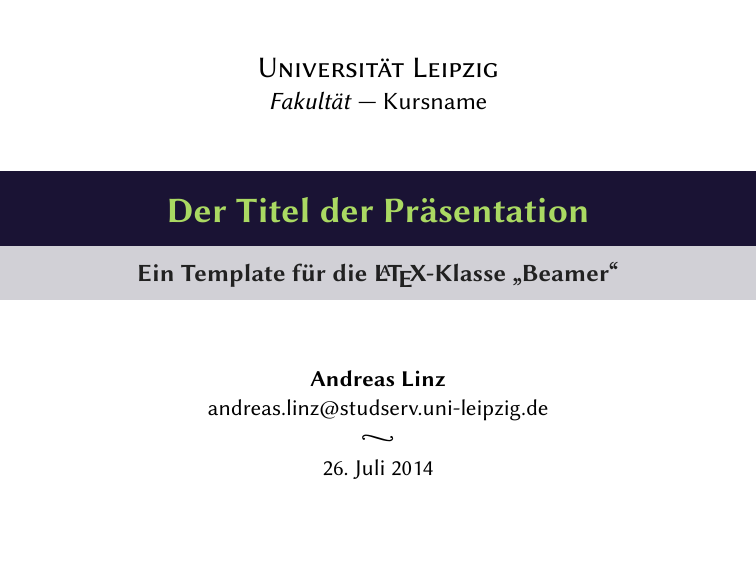 Universität Leipzig
Fakultät — Kursname
Der Titel der Präsentation
Ein Template für die LATEX-Klasse „Beamer“
Andreas Linz
andreas.linz@studserv.uni-leipzig.de
26. Juli 2014